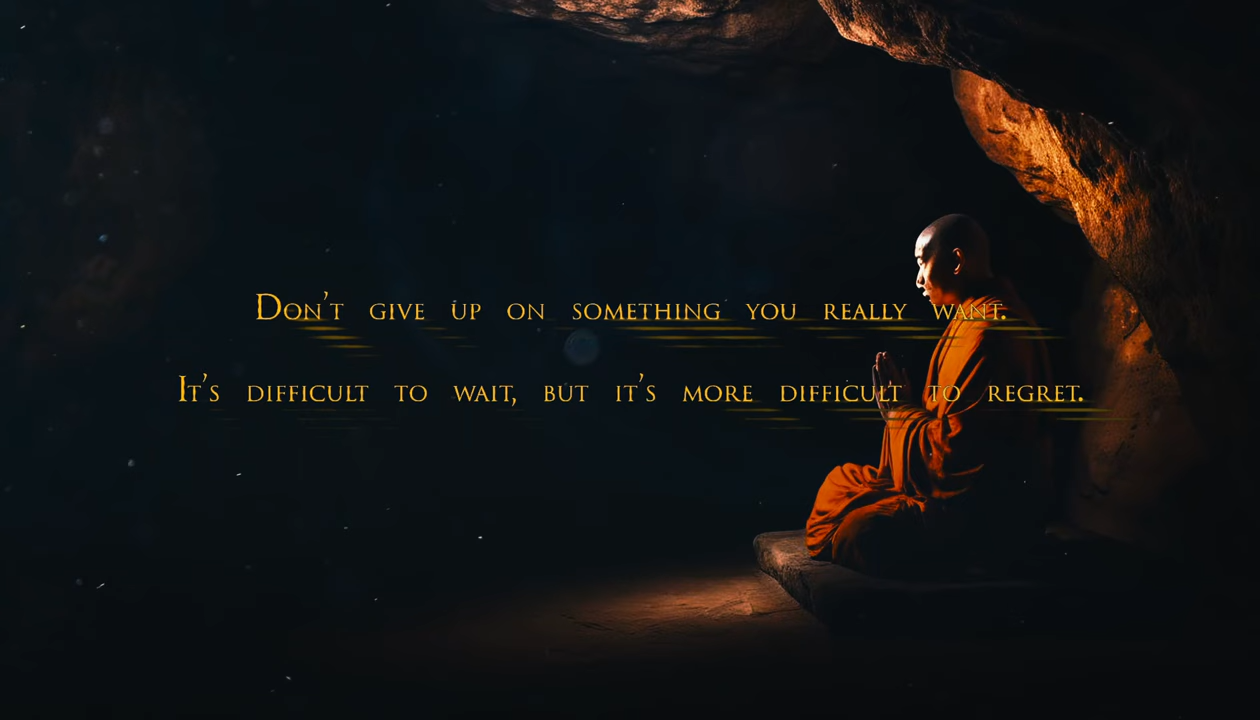 Don't give up on something you really want.
It's difficult to wait, but it's more difficult to regret.